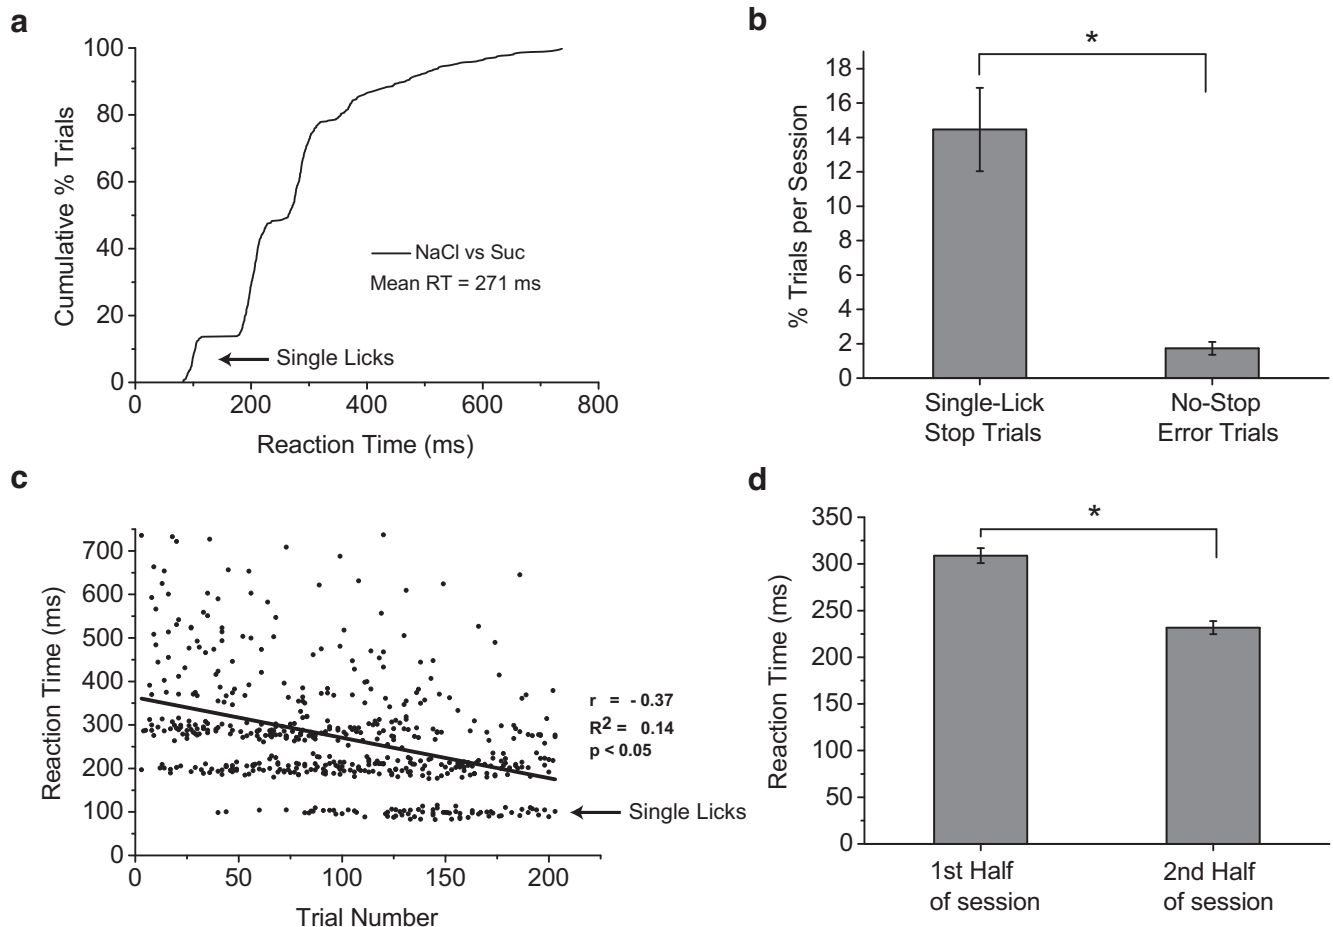 a
100
80
60
40
20
0
Cumulative % Trials
NaCl vs Suc
Mean RT = 271 ms
Single Licks
0 200 400 600 800
Reaction Time (ms)
b
*
18
16
14
12
10
8
6
4
2
0
% Trials per Session
Single-Lick
Stop Trials
No-Stop
Error Trials
c
700
600
500
400
300
200
100
0
Reaction Time (ms)
r = - 0.37
R2 = 0.14
p < 0.05
Single Licks
0 50 100 150 200
Trial Number
d
*
350
300
250
200
150
100
50
0
Reaction Time (ms)
1st Half
of session
2nd Half
of session